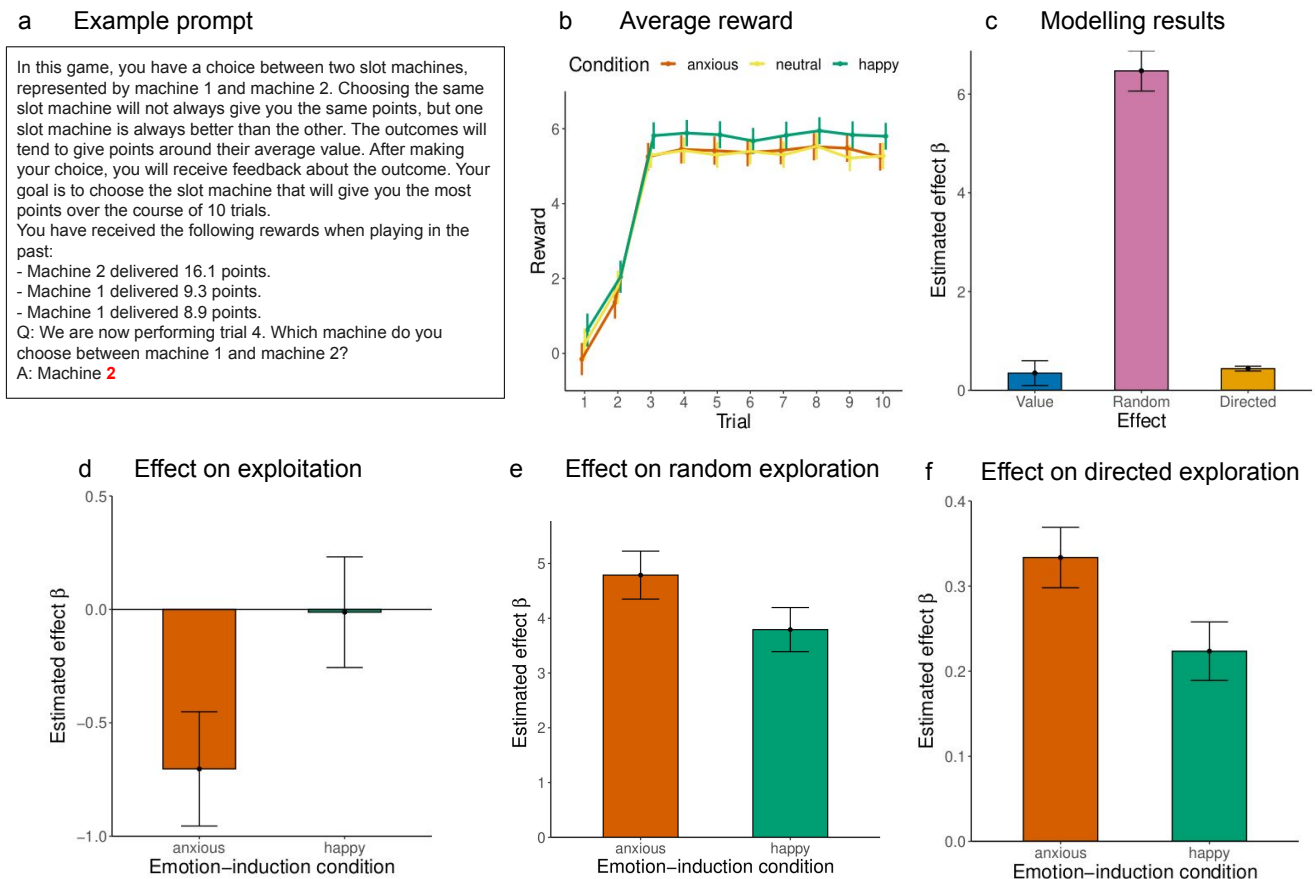 a Example prompt
In this game, you have a choice between two slot machines,
represented by machine 1 and machine 2. Choosing the same
slot machine will not always give you the same points, but one
slot machine is always better than the other. The outcomes will
tend to give points around their average value. After making
your choice, you will receive feedback about the outcome. Your
goal is to choose the slot machine that will give you the most
points over the course of 10 trials.
You have received the following rewards when playing in the
past:
- Machine 2 delivered 16.1 points.
- Machine 1 delivered 9.3 points.
- Machine 1 delivered 8.9 points.
Q: We are now performing trial 4. Which machine do you
choose between machine 1 and machine 2?
A: Machine 2
b Average reward
Condition anxious neutral happy
Reward
6
4
2
0
1 2 3 4 5 6 7 8 9 10
Trial
c Modelling results
Estimated effect β
6
4
2
0
Value Random Directed
Effect
d Effect on exploitation
Estimated effect β
0.5
0.0
−0.5
−1.0
anxious happy
Emotion−induction condition
e Effect on random exploration
Estimated effect β
5
4
3
2
1
0
anxious happy
Emotion−induction condition
f Effect on directed exploration
Estimated effect β
0.4
0.3
0.2
0.1
0.0
anxious happy
Emotion−induction condition